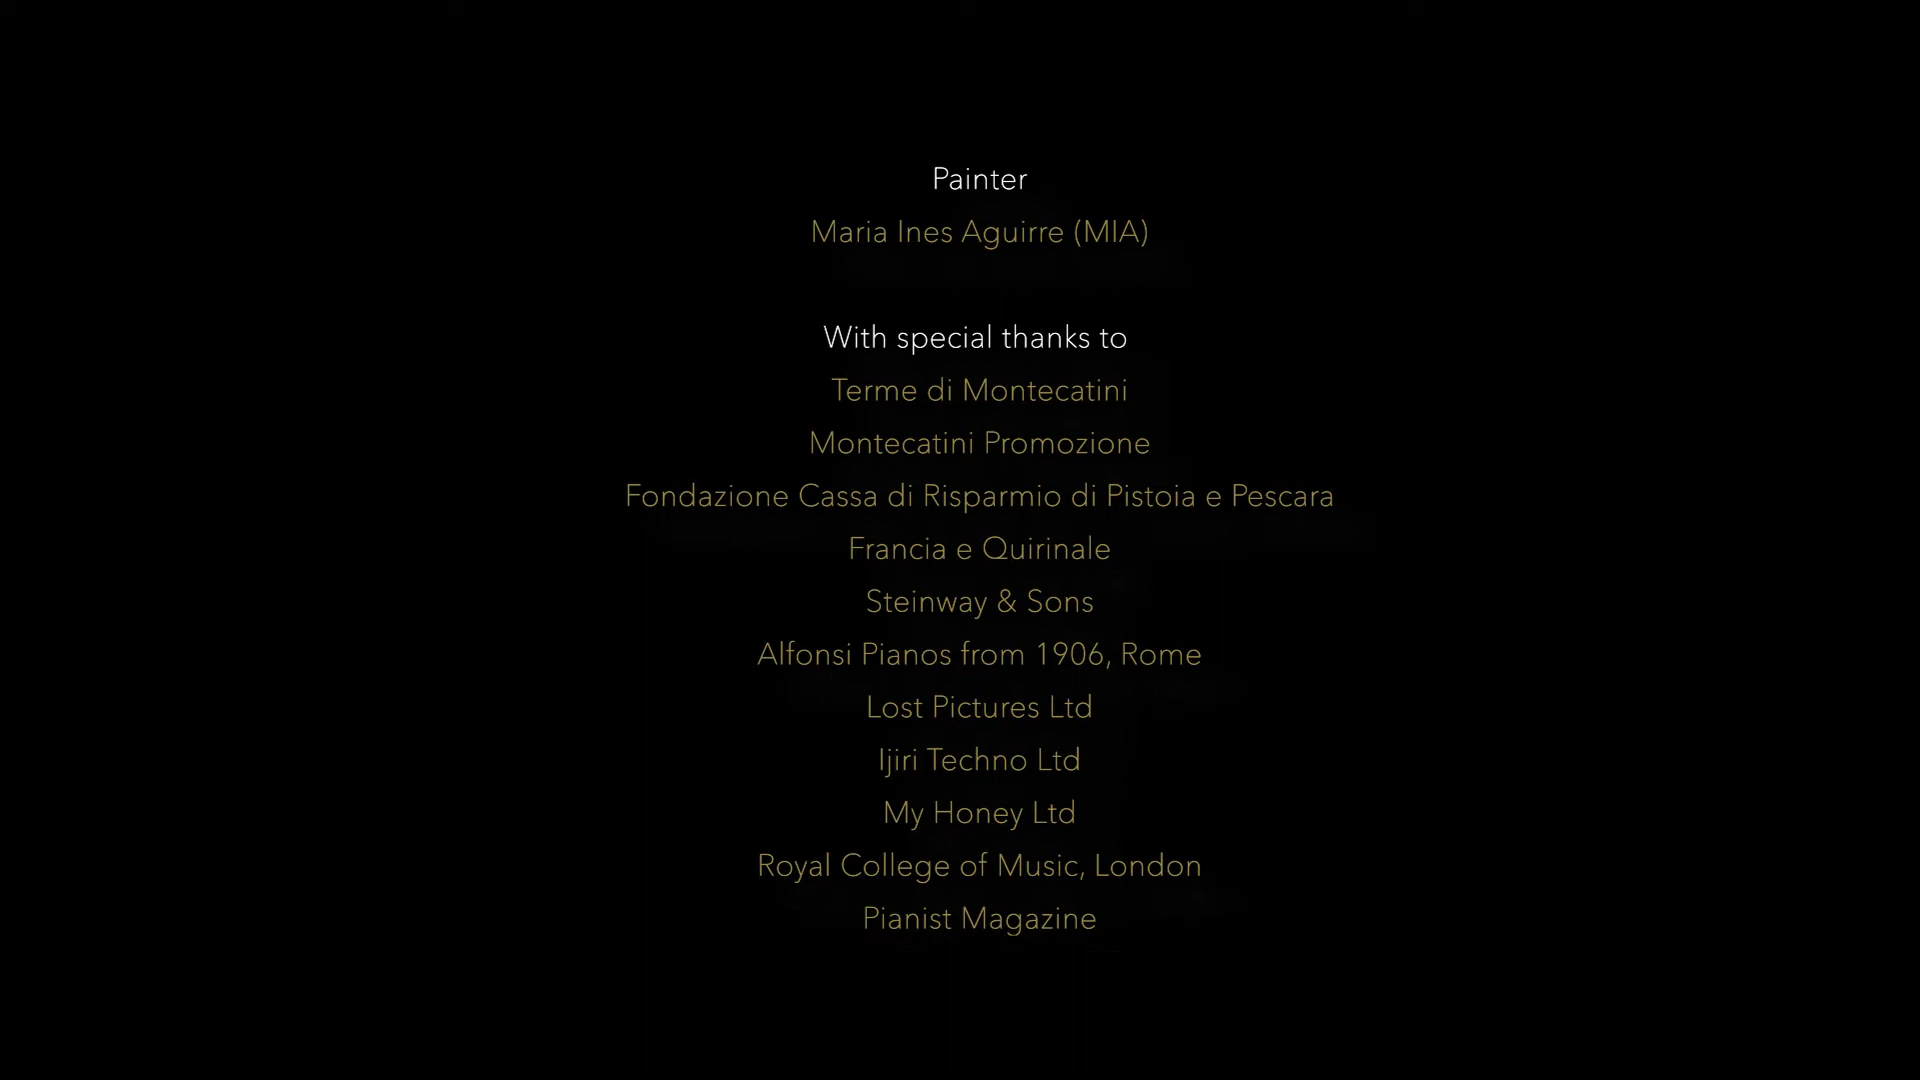 Painter
Maria Ines Aguirre (MIA)
With special thanks to
Terme di Montecatini
Montecatini Promozione
Fondazione Cassa di Risparmio di Pistoia e Pescara
Francia e Quirinale
Steinway & Sons
Alfonsi Pianos from 1906, Rome
Lost Pictures Ltd
Ijiri Techno Ltd
My Honey Ltd
Royal College of Music, London
Pianist Magazine